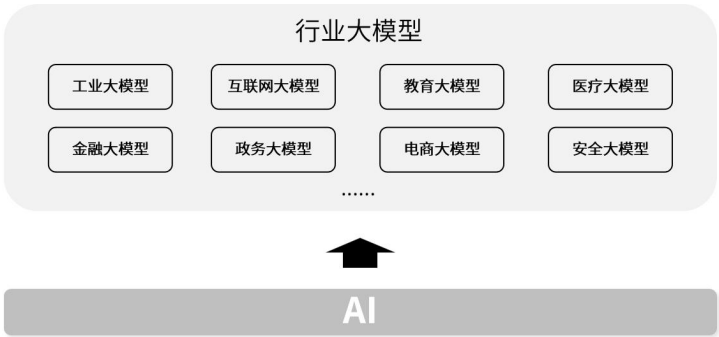 行业大模型
工业大模型 互联网大模型 教育大模型 医疗大模型
金融大模型 政务大模型 电商大模型 安全大模型
……
AI